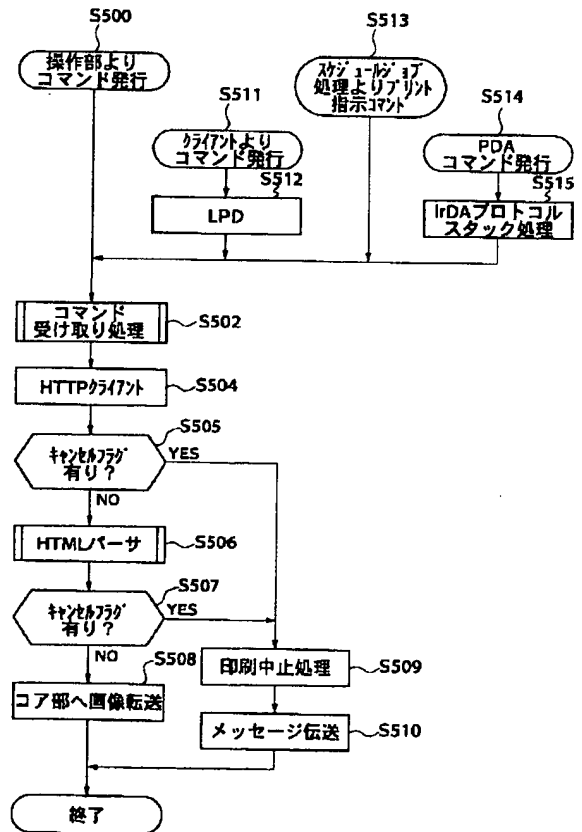 S500
操作部より
コマンド発行
S513
スケジュールジョブ
処理よりプリント
指示コマンド
S511
クライアントより
コマンド発行
S514
PDA
コマンド発行
S512
LPD
S515
IrDAプロトコル
スタック処理
コマンド
受け取り処理
S502
HTTPクライアント
S504
S505
キャンセルフラグ
有り？
YES
NO
HTMLパーサ
S506
S507
キャンセルフラグ
有り？
YES
NO
S508
コア部へ画像転送
印刷中止処理
S509
メッセージ伝送
S510
終了